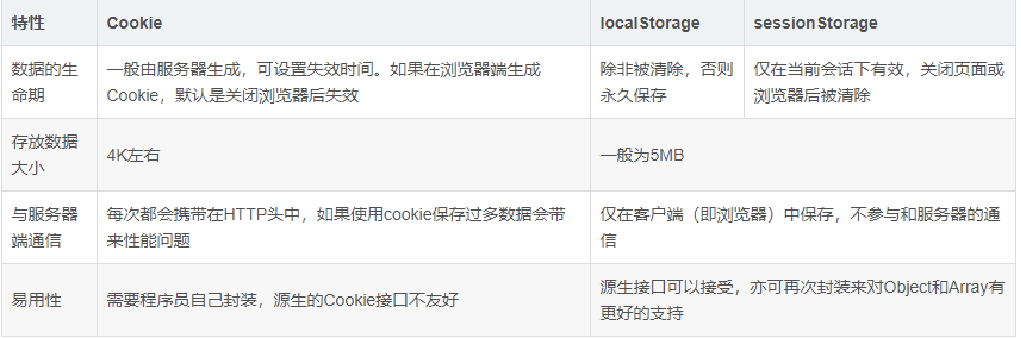 特性 Cookie localStorage sessionStorage
数据的生 一般由服务器生成，可设置失效时间。如果在浏览器端生成 除非被清除，否则 仅在当前会话下有效，关闭页面或
命期 Cookie，默认是关闭浏览器后失效 永久保存 浏览器后被清除
存放数据
大小
4K左右 一般为5MB
与服务器 每次都会携带在HTTP头中，如果使用cookie保存过多数据会带 仅在客户端（即浏览器）中保存，不参与和服务器的通
端通信 来性能问题 信
易用性 需要程序员自己封装，源生的Cookie接口不友好
源生接口可以接受，亦可再次封装来对Object和Array有
更好的支持